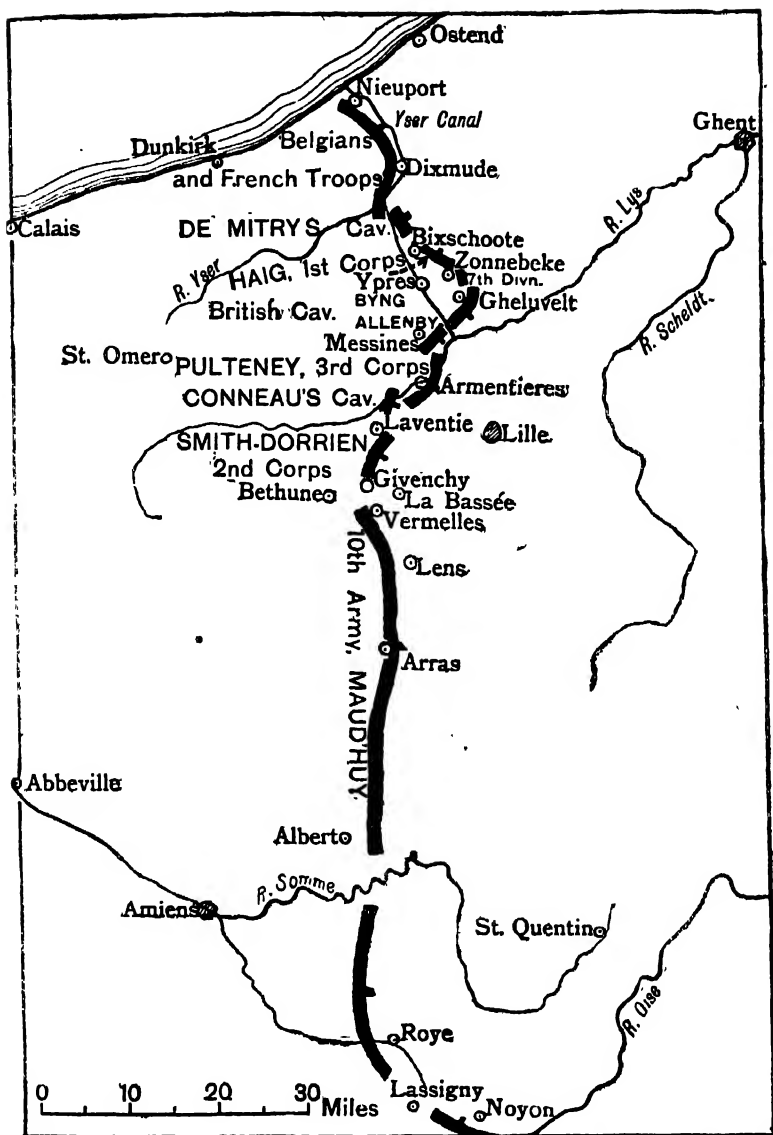 Ostend
Nieuport
Yser Canal
Ghent
Dunkirk
Belgians
and French Troops
Dixmude
R. Lys
Calais
DE MITRYS Cav.
Bixschoote
R. Yser
HAIG, 1st Corps
Zonnebeke
Ypres
7th Divn.
BYNG
Gheluvelt
British Cav.
ALLENBY
R. Scheldt.
Messines
St. Omer
PULTENEY, 3rd Corps
Armentieres
CONNEAU'S Cav.
Laventie
Lille
SMITH-DORRIEN
2nd Corps
Givenchy
Bethune
La Bassée
Vermelles
10th Army, MAUD'HUY
Lens
Arras
Abbeville
Albert
R. Somme
Amiens
St. Quentin
R. Oise
Roye
0 10 20 30
Miles
Lassigny
Noyon